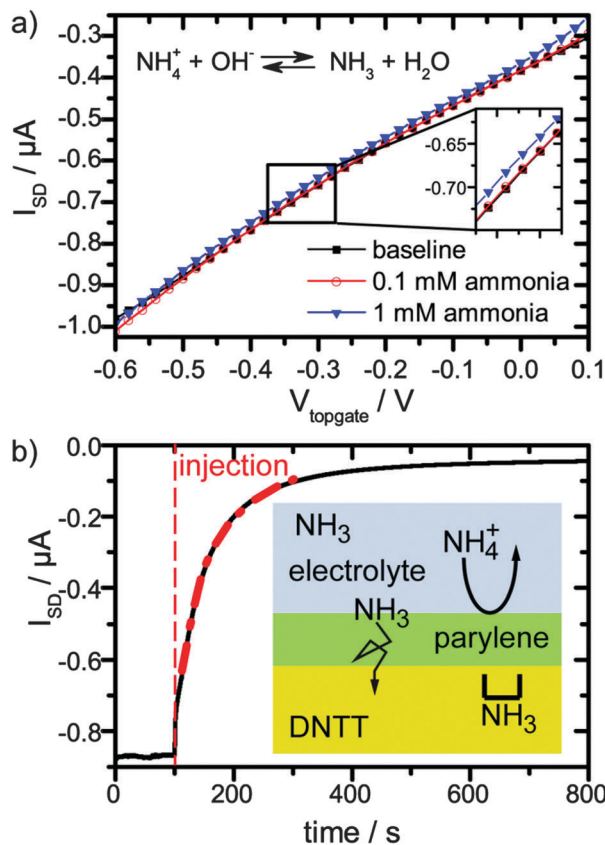 a)
NH₄⁺ + OH⁻ ⇌ NH₃ + H₂O
I_SD / µA
-0.3
-0.4
-0.5
-0.6
-0.7
-0.8
-0.9
-1.0
-0.65
-0.70
baseline
0.1 mM ammonia
1 mM ammonia
-0.6 -0.5 -0.4 -0.3 -0.2 -0.1 0.0 0.1
V_topgate / V
b)
injection
I_SD / µA
0.0
-0.2
-0.4
-0.6
-0.8
NH₃
NH₄⁺
electrolyte
NH₃
parylene
DNTT
NH₃
0 200 400 600 800
time / s